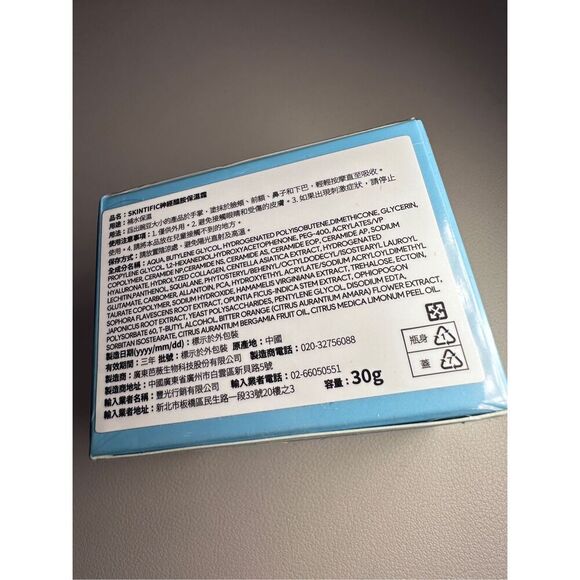 品名：SKINTIFIC神經醯胺保濕霜
用途：補水保濕
用法：舀出豌豆大小的產品於手掌，塗抹於臉頰、前額、鼻子和下巴，輕輕按摩直至吸收。
使用注意事項：1.僅供外用。2.避免接觸眼睛和受傷的皮膚。3.如果出現刺激症狀，請停止
使用。4.請將本品放在兒童接觸不到的地方。
保存方式：請放置陰涼處、避免陽光直射及高溫。
全成分名稱：AQUA, BUTYLENE GLYCOL, HYDROGENATED POLYISOBUTENE, DIMETHICONE, GLYCERIN,
PROPYLENE GLYCOL, 1,2-HEXANEDIOL, HYDROXYACETOPHENONE, PEG-400, ACRYLATES/VP
COPOLYMER, CERAMIDE NP, CERAMIDE NS, CERAMIDE AS, CERAMIDE EOP, CERAMIDE AP, SODIUM
HYALURONATE, HYDROLYZED COLLAGEN, CENTELLA ASIATICA EXTRACT, HYDROGENATED
LECITHIN, PANTHENOL, SQUALANE, PHYTOSTERYL/BEHENYL/OCTYLDODECYL/ISOSTEARYL LAUROYL
GLUTAMATE, CARBOMER, ALLANTOIN, PCA, HYDROXYETHYL ACRYLATE/SODIUM ACRYLOYLDIMETHYL
TAURATE COPOLYMER, SODIUM HYDROXIDE, HAMAMELIS VIRGINIANA EXTRACT, TREHALOSE, ECTOIN,
SOPHORA FLAVESCENS ROOT EXTRACT, OPUNTIA FICUS-INDICA STEM EXTRACT, OPHIOPOGON
JAPONICUS ROOT EXTRACT, YEAST POLYSACCHARIDES, PENTYLENE GLYCOL, DISODIUM EDTA,
POLYSORBATE 60, T-BUTYL ALCOHOL, BITTER ORANGE (CITRUS AURANTIUM AMARA) FLOWER EXTRACT,
SORBITAN ISOSTEARATE, CITRUS AURANTIUM BERGAMIA FRUIT OIL, CITRUS MEDICA LIMONUM PEEL OIL.
製造日期(yyyy/mm/dd)：標示於外包裝
有效期間：三年 批號：標示於外包裝 原產地：中國
製造商：廣東芭薇生物科技股份有限公司 製造商電話：020-32756088
製造商地址：中國廣東省廣州市白雲區新貝路5號
輸入業者名稱：豐光行銷有限公司 輸入業者電話：02-66050551
輸入業者地址：新北市板橋區民生路一段33號20樓之3 容量：30g
瓶身
蓋